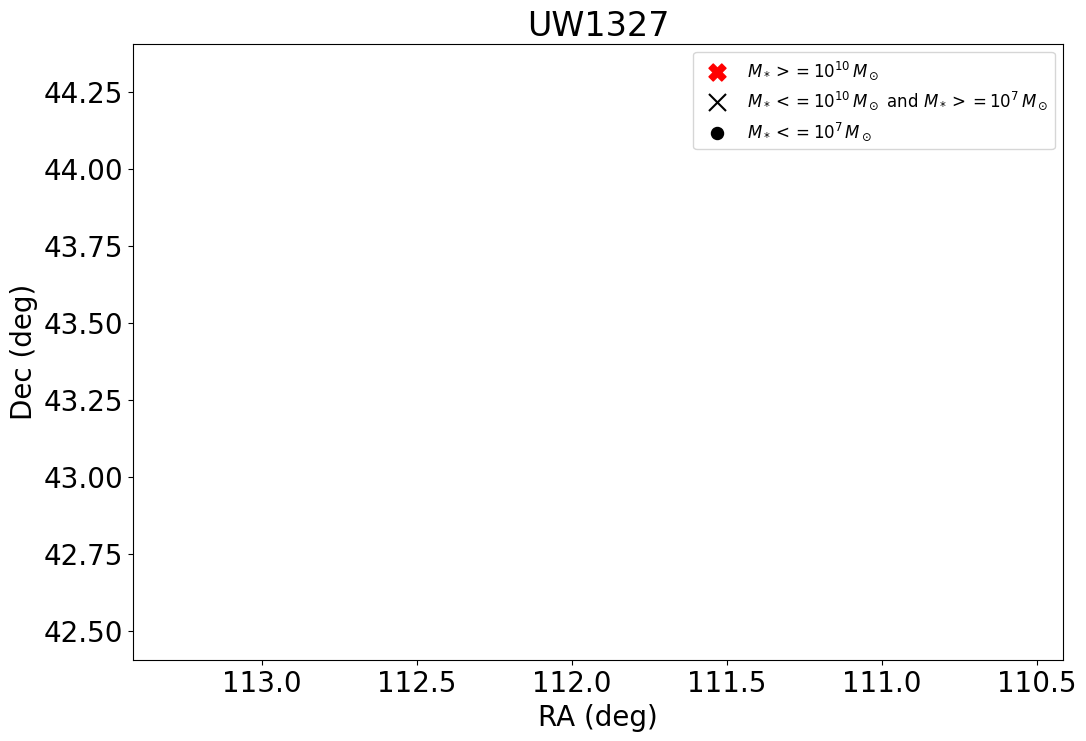 UW1327
M* >= 10^10 M⊙
M* <= 10^10 M⊙ and M* >= 10^7 M⊙
M* <= 10^7 M⊙
44.25
44.00
43.75
43.50
43.25
43.00
42.75
42.50
Dec (deg)
113.0 112.5 112.0 111.5 111.0 110.5
RA (deg)